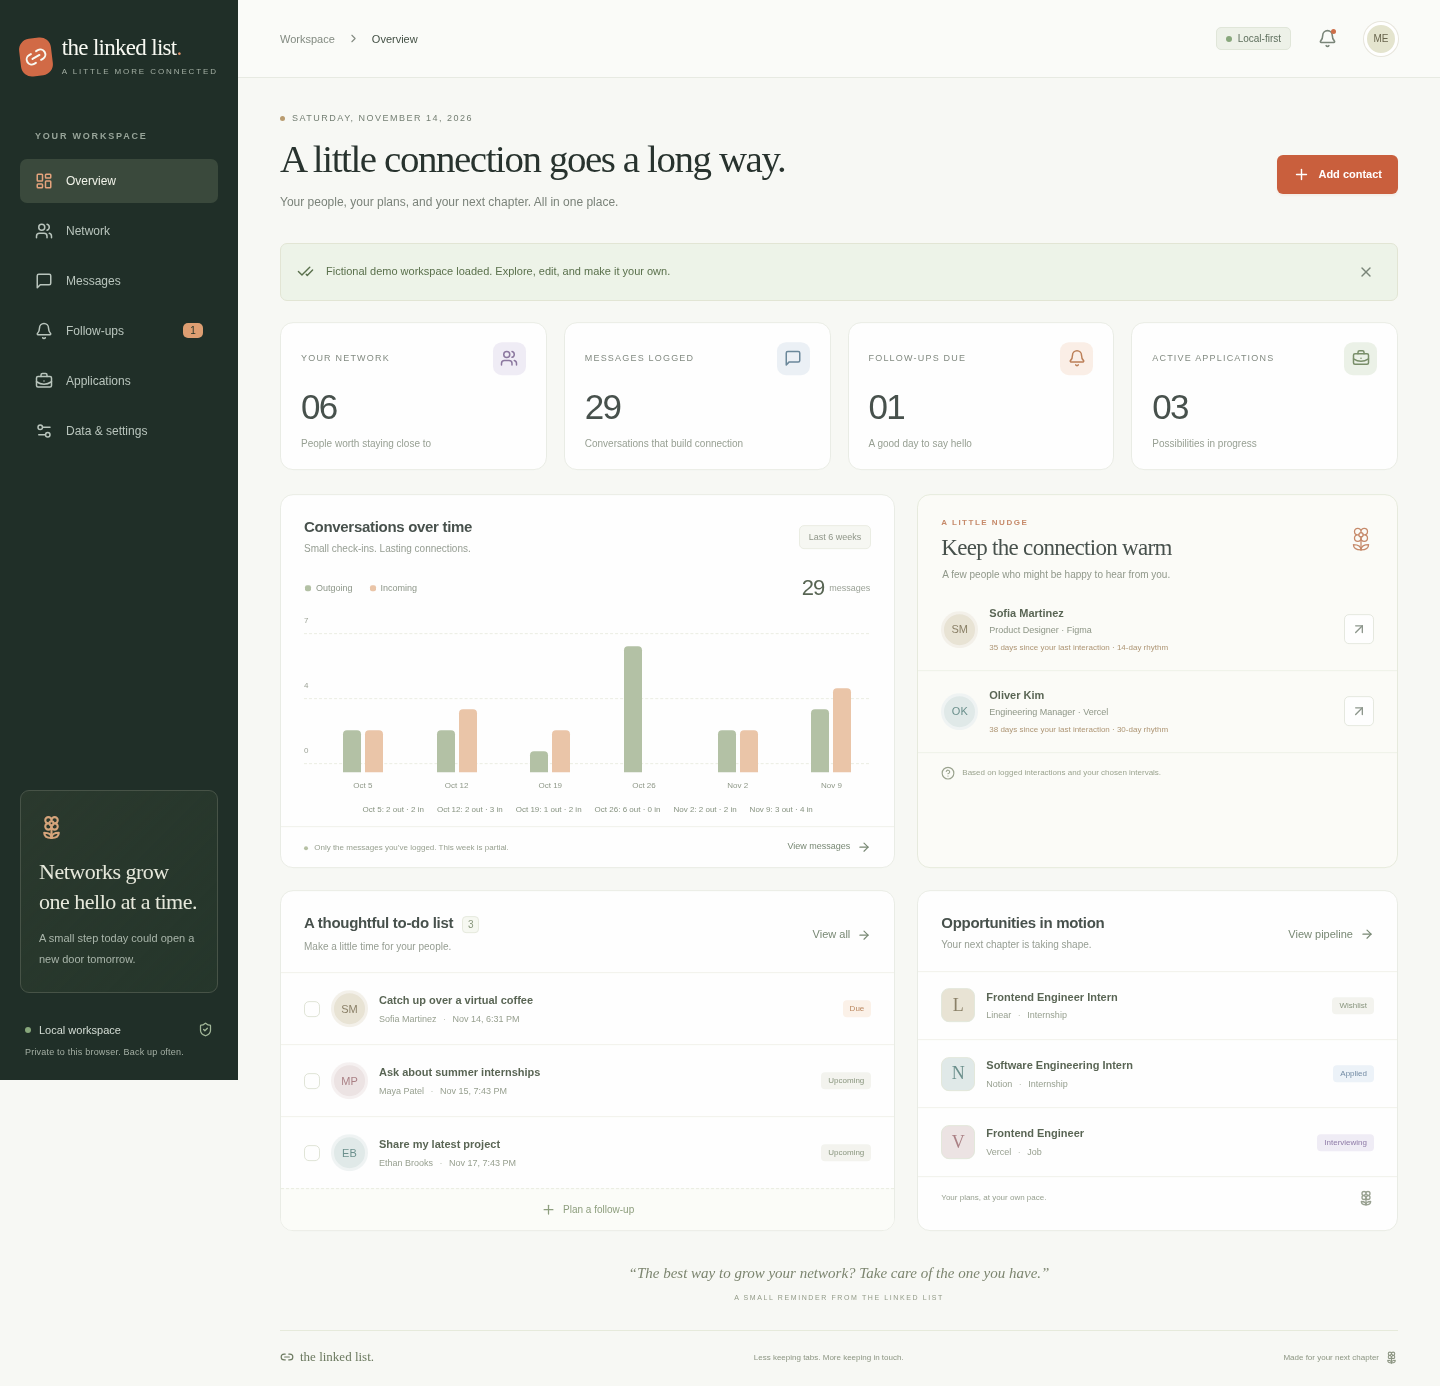 the linked list.
A LITTLE MORE CONNECTED
YOUR WORKSPACE
Overview
Network
Messages
Follow-ups 1
Applications
Data & settings
Networks grow
one hello at a time.
A small step today could open a
new door tomorrow.
Local workspace
Private to this browser. Back up often.
Workspace > Overview
Local-first
ME
SATURDAY, NOVEMBER 14, 2026
A little connection goes a long way.
Your people, your plans, and your next chapter. All in one place.
Add contact
Fictional demo workspace loaded. Explore, edit, and make it your own.
YOUR NETWORK
06
People worth staying close to
MESSAGES LOGGED
29
Conversations that build connection
FOLLOW-UPS DUE
01
A good day to say hello
ACTIVE APPLICATIONS
03
Possibilities in progress
Conversations over time
Small check-ins. Lasting connections.
Last 6 weeks
Outgoing Incoming
29 messages
7
4
0
Oct 5 Oct 12 Oct 19 Oct 26 Nov 2 Nov 9
Oct 5: 2 out · 2 in Oct 12: 2 out · 3 in Oct 19: 1 out · 2 in Oct 26: 6 out · 0 in Nov 2: 2 out · 2 in Nov 9: 3 out · 4 in
Only the messages you've logged. This week is partial.
View messages
A LITTLE NUDGE
Keep the connection warm
A few people who might be happy to hear from you.
SM
Sofia Martinez
Product Designer · Figma
35 days since your last interaction · 14-day rhythm
OK
Oliver Kim
Engineering Manager · Vercel
38 days since your last interaction · 30-day rhythm
Based on logged interactions and your chosen intervals.
A thoughtful to-do list 3
Make a little time for your people.
View all
SM
Catch up over a virtual coffee
Sofia Martinez · Nov 14, 6:31 PM
Due
MP
Ask about summer internships
Maya Patel · Nov 15, 7:43 PM
Upcoming
EB
Share my latest project
Ethan Brooks · Nov 17, 7:43 PM
Upcoming
Plan a follow-up
Opportunities in motion
Your next chapter is taking shape.
View pipeline
L
Frontend Engineer Intern
Linear · Internship
Wishlist
N
Software Engineering Intern
Notion · Internship
Applied
V
Frontend Engineer
Vercel · Job
Interviewing
Your plans, at your own pace.
“The best way to grow your network? Take care of the one you have.”
A SMALL REMINDER FROM THE LINKED LIST
the linked list.
Less keeping tabs. More keeping in touch.
Made for your next chapter